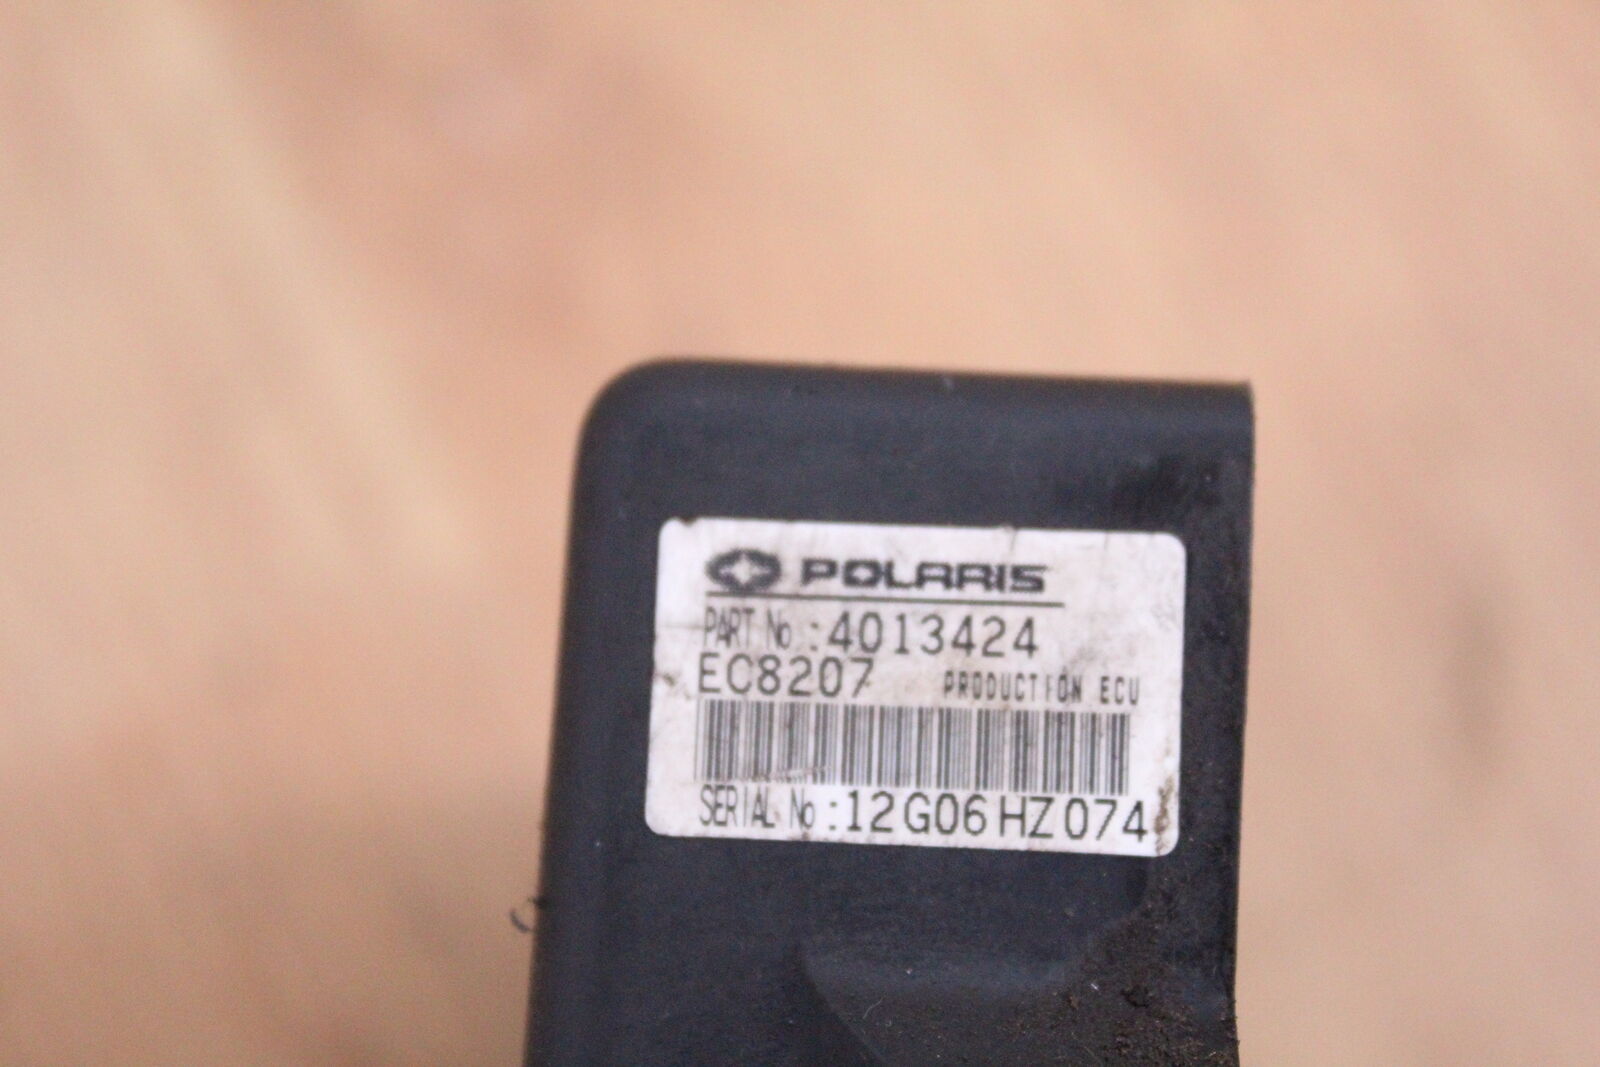 POLARIS
PART No.:4013424
EC8207 PRODUCTION ECU
SERIAL No:12G06HZ074